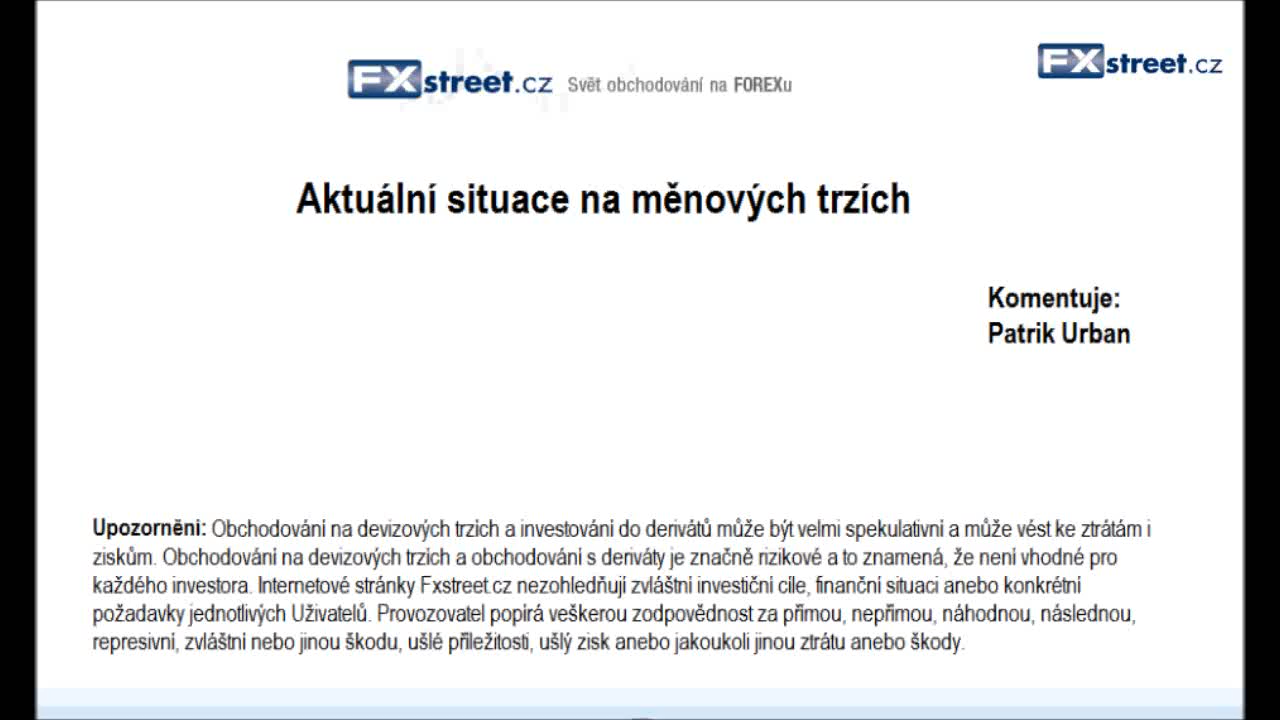 FXstreet.cz Svět obchodování na FOREXu
FXstreet.cz
Aktuální situace na měnových trzích
Komentuje:
Patrik Urban
Upozorněni: Obchodování na devizových trzích a investování do derivátů může být velmi spekulativní a může vést ke ztrátám i
ziskům. Obchodování na devizových trzích a obchodování s deriváty je značně rizikové a to znamená, že není vhodné pro
každého investora. Internetové stránky Fxstreet.cz nezohledňují zvláštní investiční cíle, finanční situaci anebo konkrétní
požadavky jednotlivých Uživatelů. Provozovatel popírá veškerou zodpovědnost za přímou, nepřímou, náhodnou, následnou,
represivní, zvláštní nebo jinou škodu, ušlé příležitosti, ušlý zisk anebo jakoukoli jinou ztrátu anebo škody.